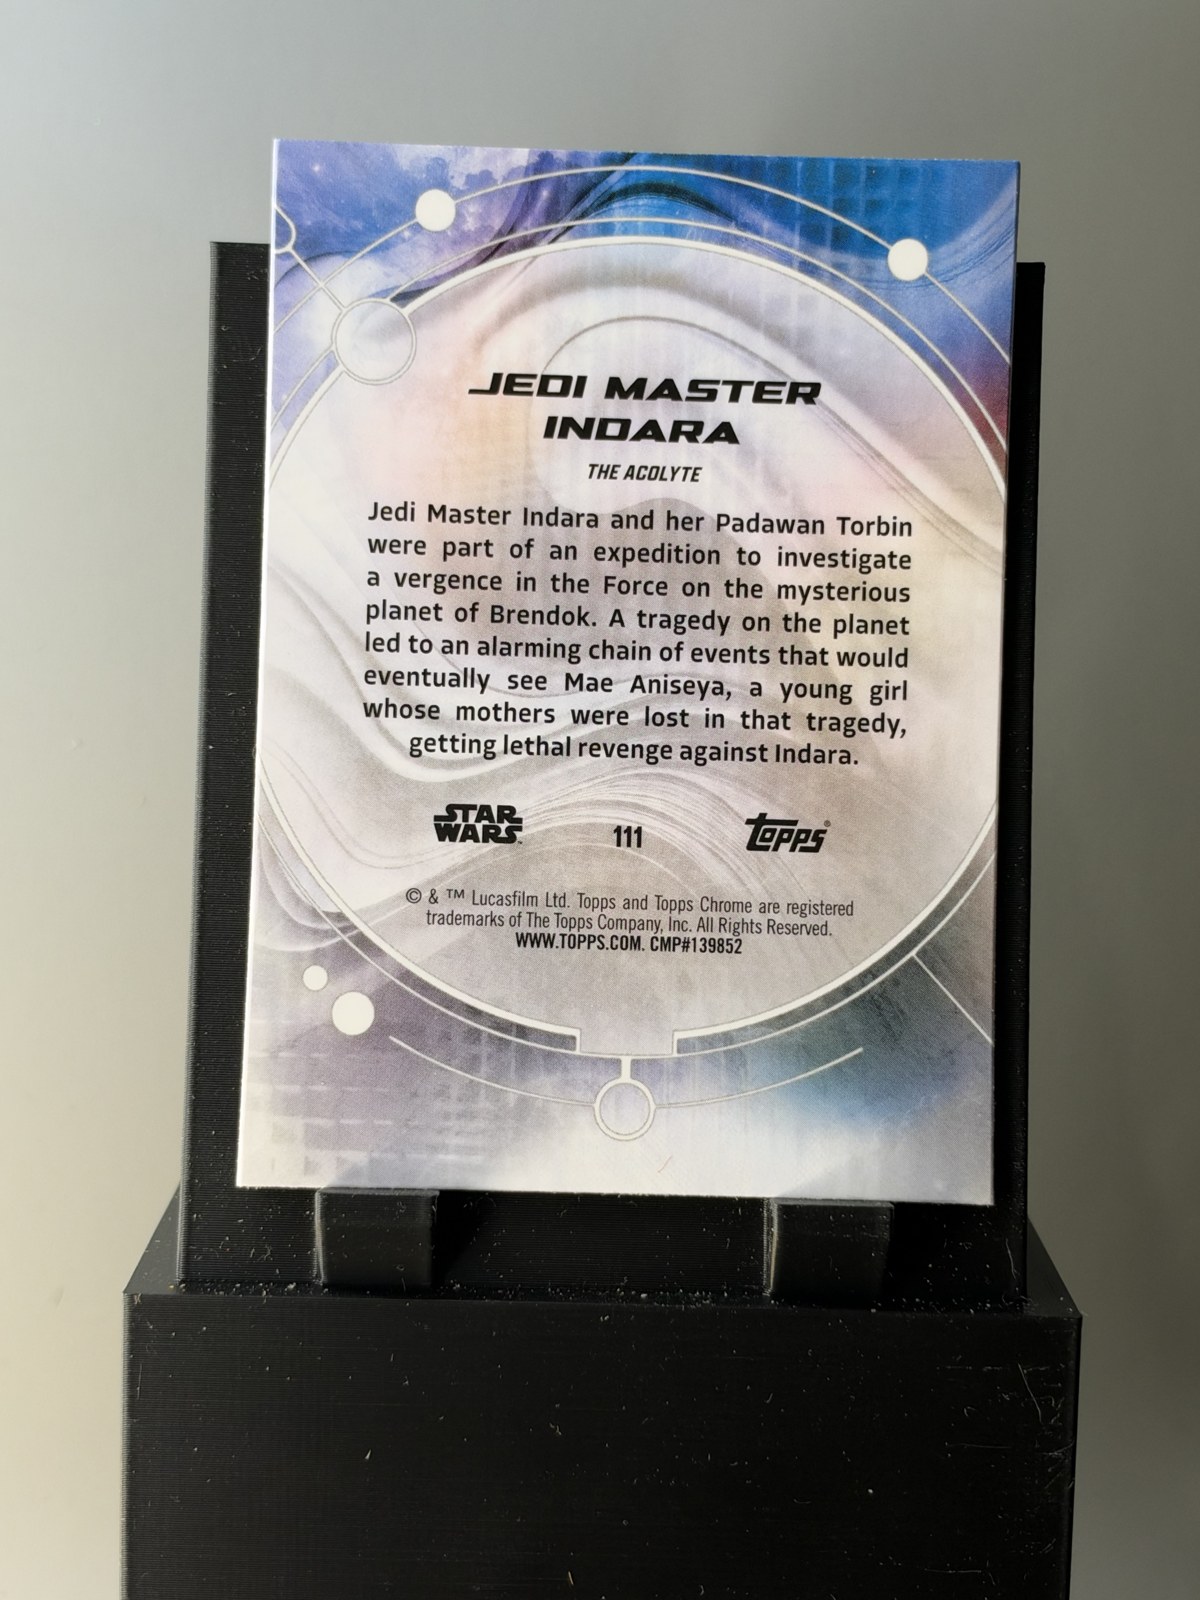 JEDI MASTER
INDARA
THE ACOLYTE
Jedi Master Indara and her Padawan Torbin
were part of an expedition to investigate
a vergence in the Force on the mysterious
planet of Brendok. A tragedy on the planet
led to an alarming chain of events that would
eventually see Mae Aniseya, a young girl
whose mothers were lost in that tragedy,
getting lethal revenge against Indara.
STAR WARS™ 111 Topps®
© & ™ Lucasfilm Ltd. Topps and Topps Chrome are registered
trademarks of The Topps Company, Inc. All Rights Reserved.
WWW.TOPPS.COM. CMP#139852